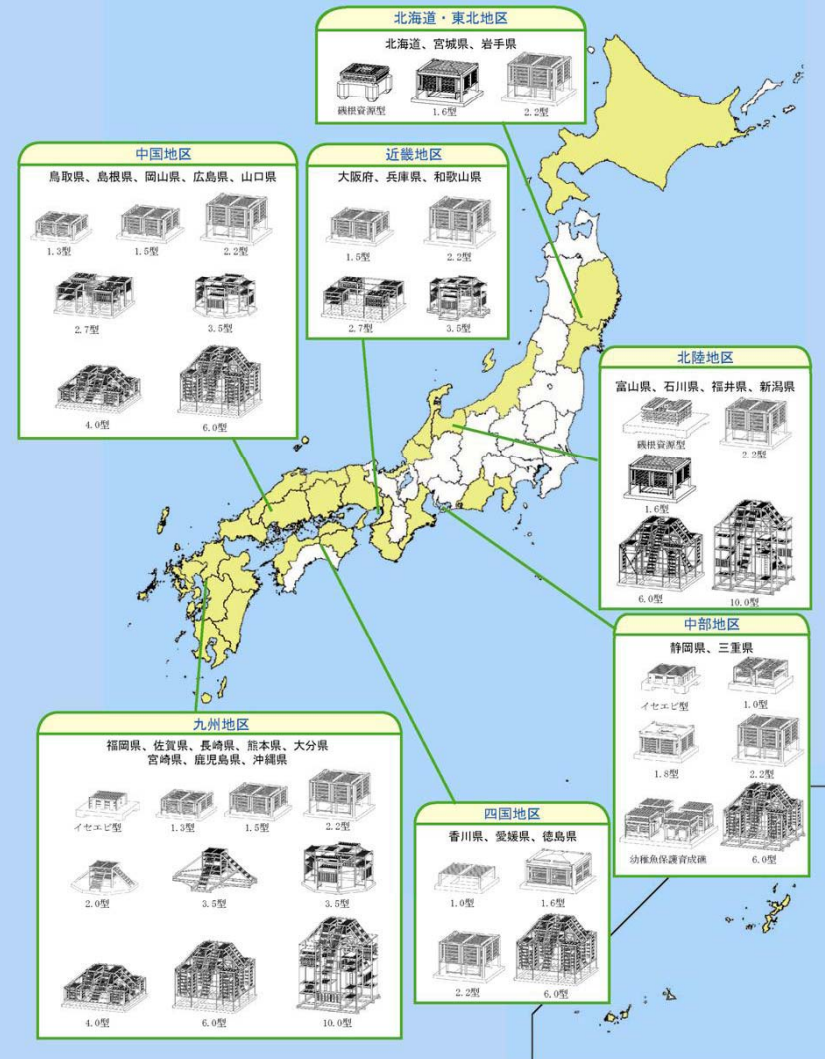 北海道・東北地区
北海道、宮城県、岩手県
磯根資源型
1.6型
2.2型
中国地区
鳥取県、島根県、岡山県、広島県、山口県
1.3型
1.5型
2.2型
2.7型
3.5型
4.0型
6.0型
近畿地区
大阪府、兵庫県、和歌山県
1.5型
2.2型
2.7型
3.5型
北陸地区
富山県、石川県、福井県、新潟県
磯根資源型
2.2型
1.6型
6.0型
10.0型
中部地区
静岡県、三重県
イセエビ型
1.0型
1.8型
2.2型
幼稚魚保護育成礁
6.0型
九州地区
福岡県、佐賀県、長崎県、熊本県、大分県
宮崎県、鹿児島県、沖縄県
イセエビ型
1.3型
1.5型
2.2型
2.0型
3.5型
3.5型
4.0型
6.0型
10.0型
四国地区
香川県、愛媛県、徳島県
1.0型
1.6型
2.2型
6.0型